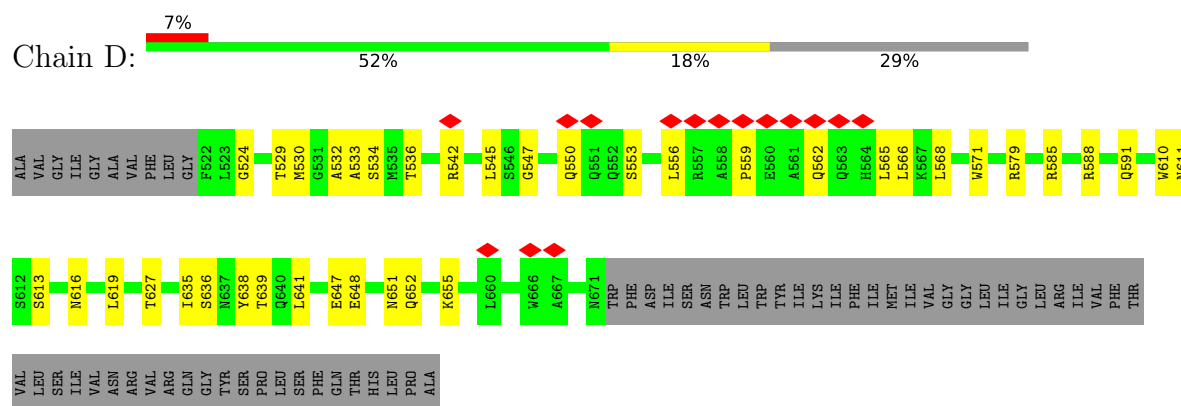 7%
Chain D:
52% 18% 29%
ALA VAL GLY ILE GLY ALA VAL PHE LEU GLY F522 L523 G524 T529 M530 G531 A532 A533 S534 M535 T536 R542 L545 S546 G547 Q550 Q551 Q552 S553 L556 R557 A558 P559 E560 A561 Q562 Q563 H564 L565 L566 K567 L568 W571 R579 R585 R588 Q591 W610 N611
S612 S613 N616 L619 T627 I635 S636 N637 Y638 T639 Q640 L641 E647 E648 N651 Q652 K655 L660 W666 A667 N671 TRP PHE ASP ILE SER ASN TRP LEU TRP TYR ILE LYS ILE PHE ILE MET ILE VAL GLY GLY LEU ILE GLY LEU ARG ILE VAL PHE THR
VAL LEU SER ILE VAL ASN ARG VAL ARG GLN GLY TYR SER PRO LEU SER PHE GLN THR HIS LEU PRO ALA